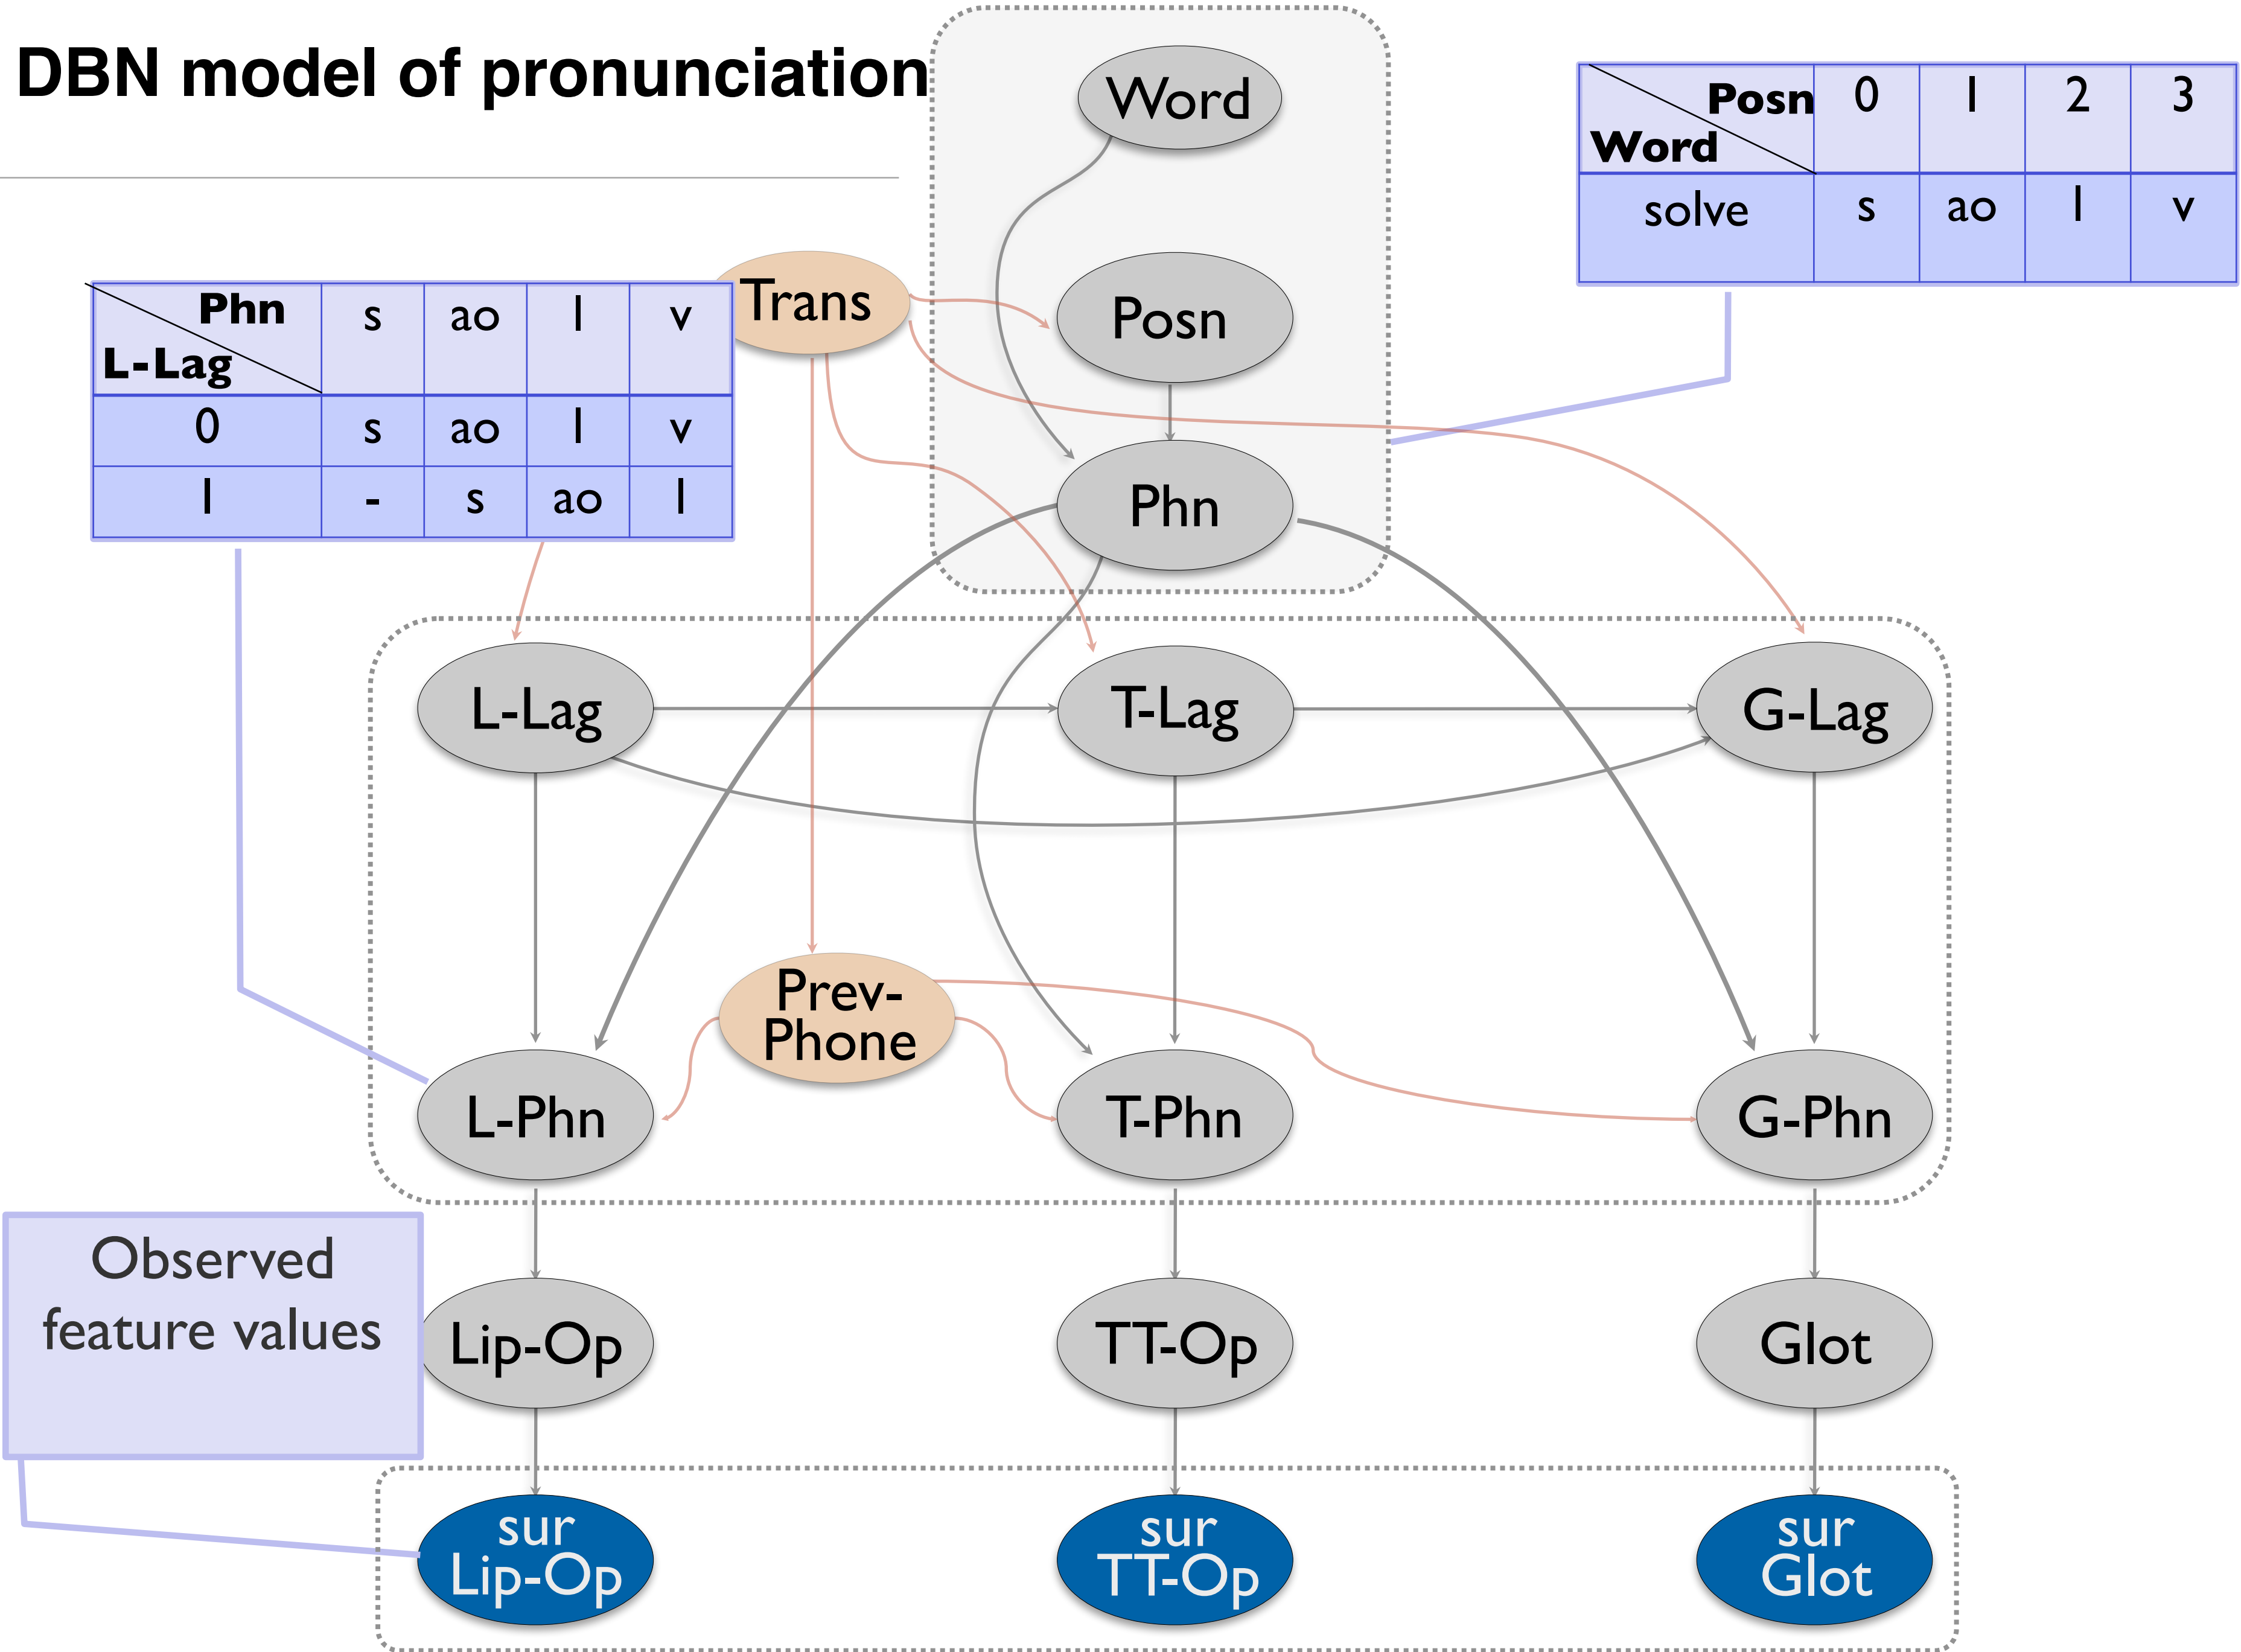 DBN model of pronunciation
Word
Posn 0 1 2 3
Word
solve s ao l v
Trans
Posn
Phn s ao l v
L-Lag
0 s ao l v
1 - s ao l
Phn
L-Lag
T-Lag
G-Lag
Prev-
Phone
L-Phn
T-Phn
G-Phn
Observed
feature values
Lip-Op
TT-Op
Glot
sur
Lip-Op
sur
TT-Op
sur
Glot